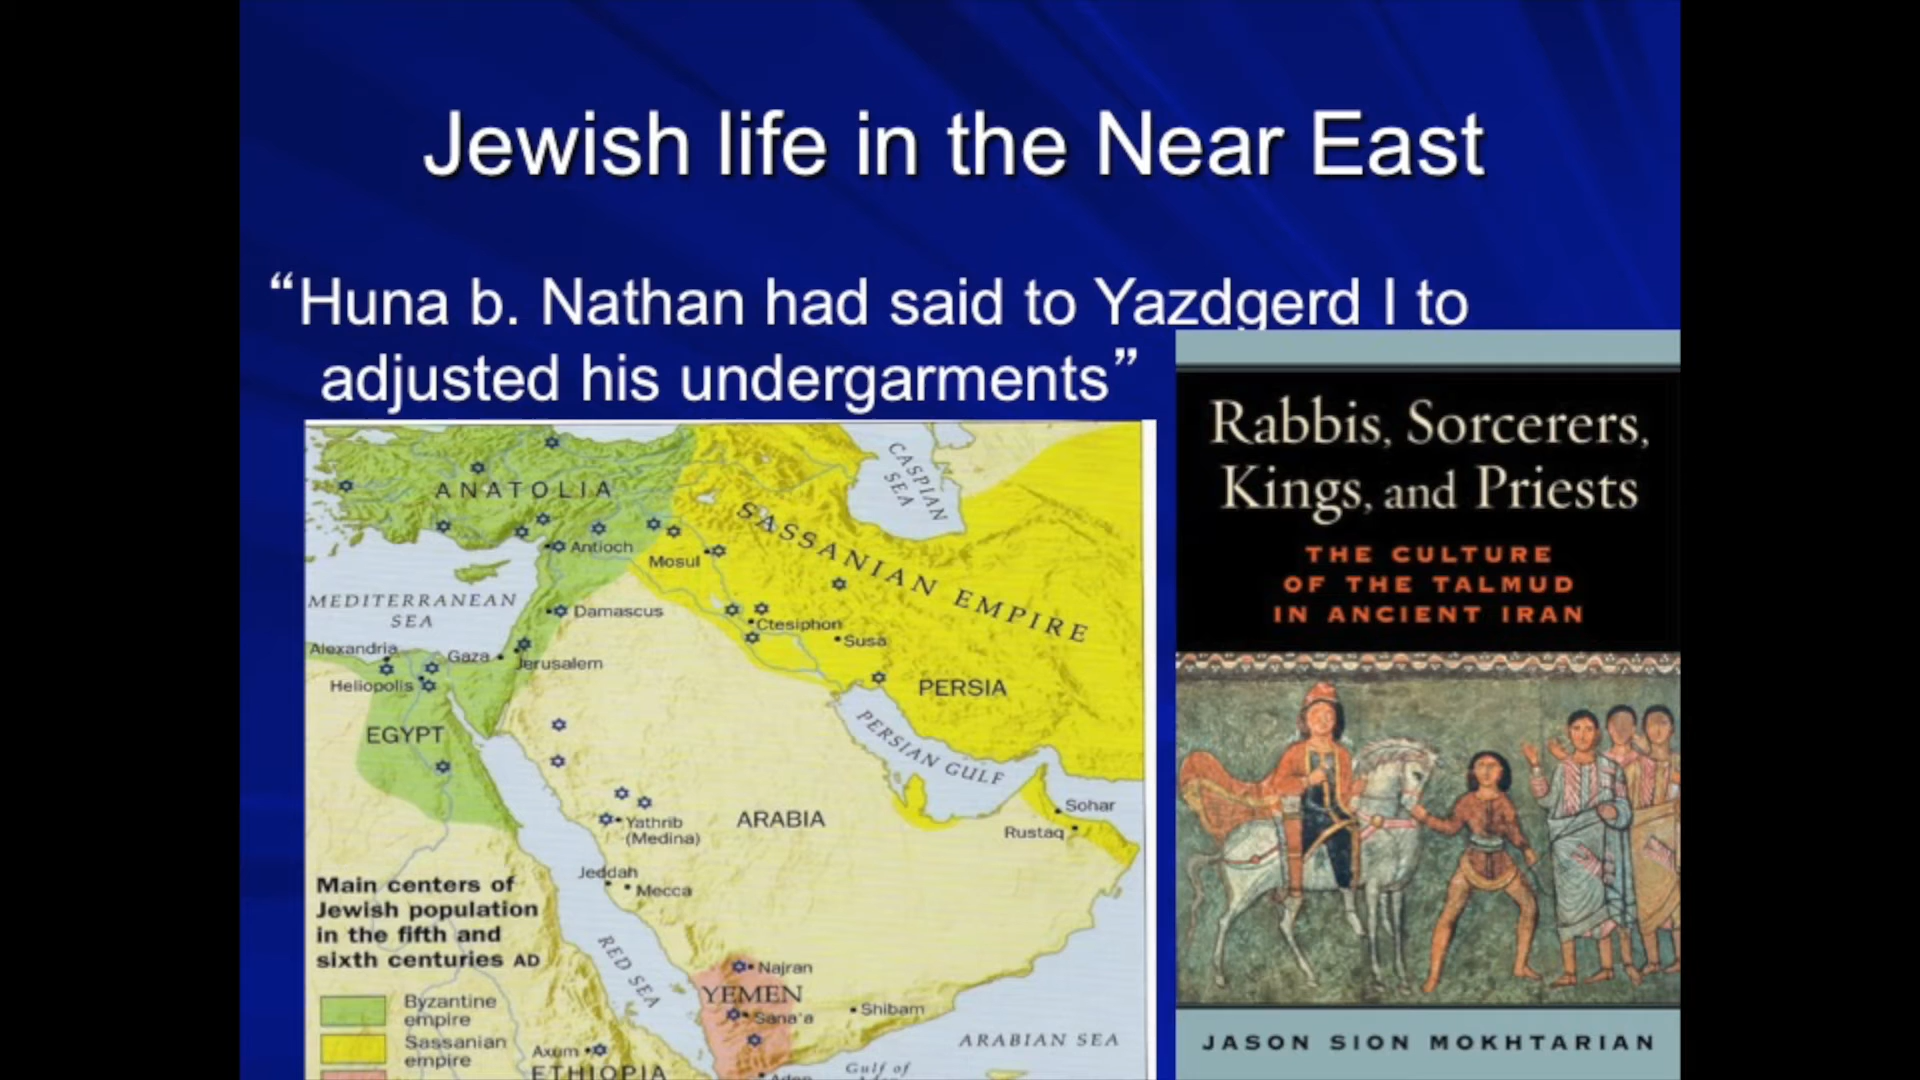 Jewish life in the Near East
“Huna b. Nathan had said to Yazdgerd I to
adjusted his undergarments”
CASPIAN
SEA
ANATOLIA
SASSANIAN EMPIRE
Antioch
Mosul
MEDITERRANEAN
SEA
Damascus
Ctesiphon
Susa
Alexandria
Gaza
Jerusalem
Heliopolis
PERSIA
EGYPT
PERSIAN GULF
Sohar
Rustaq
ARABIA
Yathrib
(Medina)
Jeddah
Mecca
Main centers of
Jewish population
in the fifth and
sixth centuries AD
RED SEA
Najran
YEMEN
Sana'a
Shibam
ARABIAN SEA
Byzantine
empire
Sassanian
empire
Axum
ETHIOPIA
Aden
Gulf of
Rabbis, Sorcerers,
Kings, and Priests
THE CULTURE
OF THE TALMUD
IN ANCIENT IRAN
JASON SION MOKHTARIAN